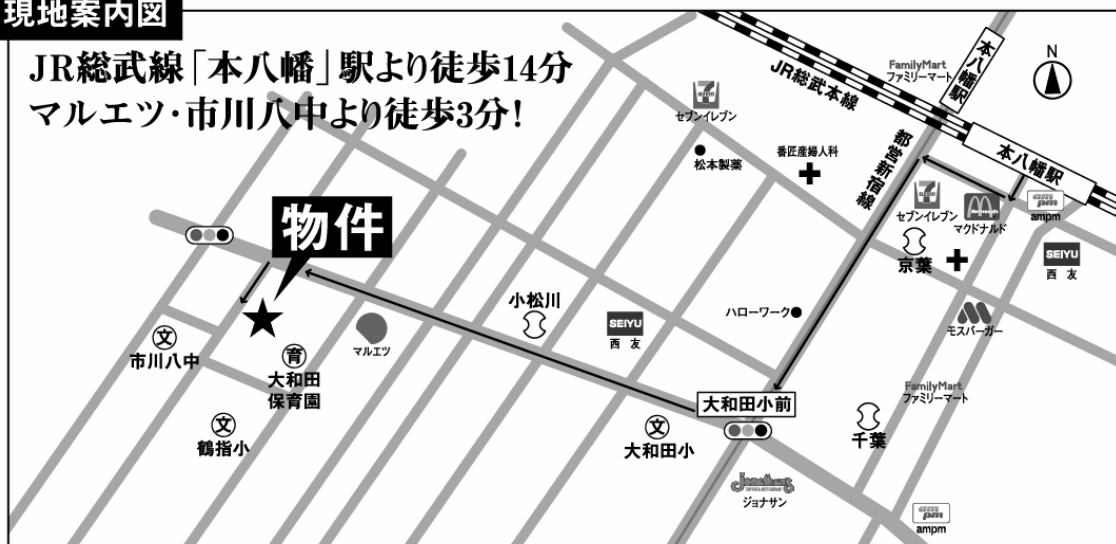 現地案内図
JR総武線「本八幡」駅より徒歩14分
マルエツ・市川八中より徒歩3分!
N
本八幡駅
FamilyMart
ファミリーマート
JR総武本線
セブンイレブン
松本製薬
番匠産婦人科
都営新宿線
本八幡駅
セブンイレブン
マクドナルド
McDonald's
ampm
ampm
京葉
SEIYU
西友
物件
小松川
SEIYU
西友
ハローワーク
モスバーガー
文
市川八中
育
大和田
保育園
マルエツ
文
鶴指小
大和田小前
文
大和田小
FamilyMart
ファミリーマート
千葉
Jonathan's
ジョナサン
ampm
ampm